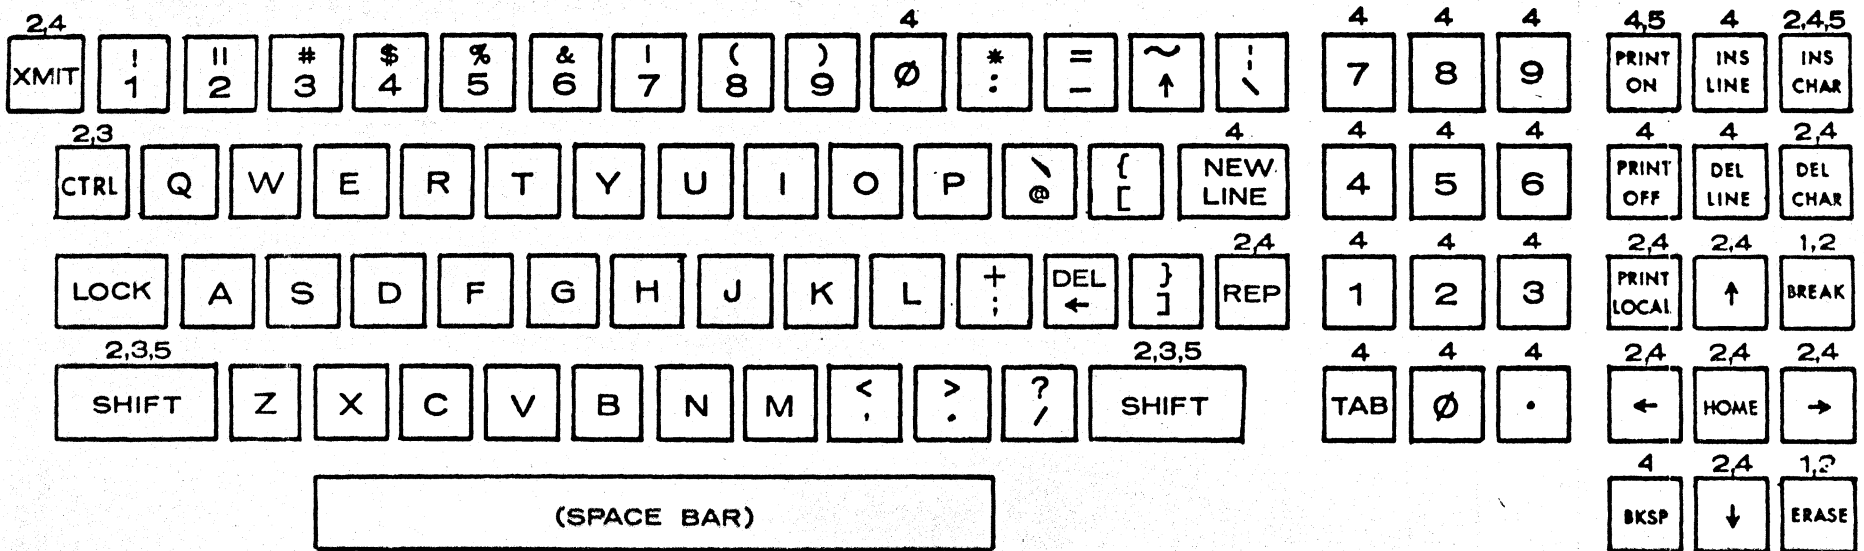 2,4 4 4 4 4 4,5 4 2,4,5
! " # $ % & ' ( ) * = ~ ¦
XMIT 1 2 3 4 5 6 7 8 9 Ø : - ↑ \ 7 8 9 PRINT ON INS LINE INS CHAR
2,3 4 4 4 4 4 4 2,4
CTRL Q W E R T Y U I O P ` @ { [ NEW LINE 4 5 6 PRINT OFF DEL LINE DEL CHAR
2,4 4 4 4 2,4 2,4 1,2
LOCK A S D F G H J K L + ; DEL ← } ] REP 1 2 3 PRINT LOCAL ↑ BREAK
2,3,5 2,3,5 4 4 4 2,4 2,4 2,4
SHIFT Z X C V B N M < , > . ? / SHIFT TAB Ø . ← HOME →
4 2,4
(SPACE BAR) BKSP ↓ ERASE